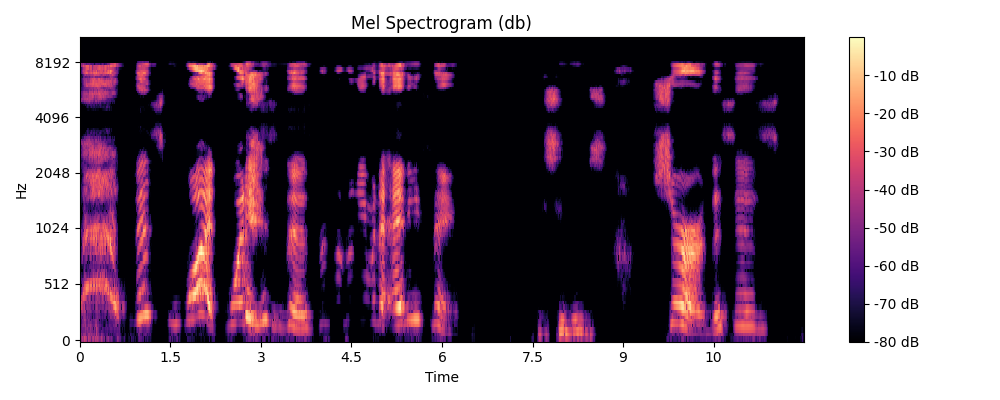 Mel Spectrogram (db)
Hz
8192
4096
2048
1024
512
0
0 1.5 3 4.5 6 7.5 9 10
Time
-10 dB
-20 dB
-30 dB
-40 dB
-50 dB
-60 dB
-70 dB
-80 dB